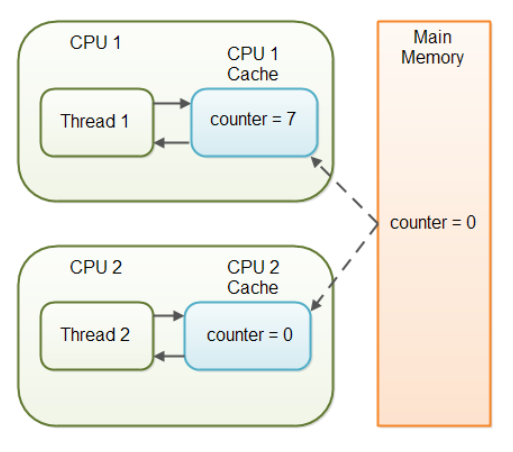 CPU 1
CPU 1
Cache
Thread 1
counter = 7
Main
Memory
counter = 0
CPU 2
CPU 2
Cache
Thread 2
counter = 0